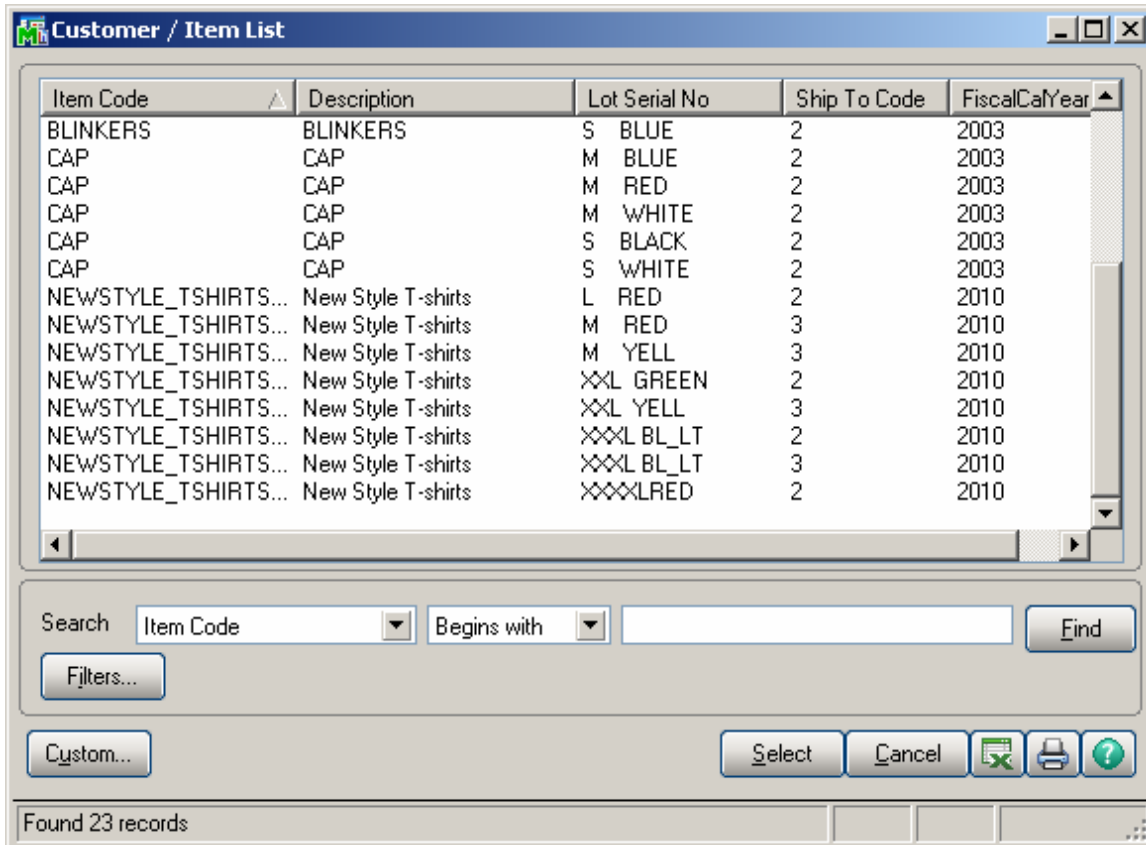 Customer / Item List
Item Code Description Lot Serial No Ship To Code FiscalCalYear
BLINKERS BLINKERS S BLUE 2 2003
CAP CAP M BLUE 2 2003
CAP CAP M RED 2 2003
CAP CAP M WHITE 2 2003
CAP CAP S BLACK 2 2003
CAP CAP S WHITE 2 2003
NEWSTYLE_TSHIRTS... New Style T-shirts L RED 2 2010
NEWSTYLE_TSHIRTS... New Style T-shirts M RED 3 2010
NEWSTYLE_TSHIRTS... New Style T-shirts M YELL 3 2010
NEWSTYLE_TSHIRTS... New Style T-shirts XXL GREEN 2 2010
NEWSTYLE_TSHIRTS... New Style T-shirts XXL YELL 3 2010
NEWSTYLE_TSHIRTS... New Style T-shirts XXXL BL_LT 2 2010
NEWSTYLE_TSHIRTS... New Style T-shirts XXXL BL_LT 3 2010
NEWSTYLE_TSHIRTS... New Style T-shirts XXXXLRED 2 2010
Search Item Code Begins with Find
Filters...
Custom... Select Cancel
Found 23 records